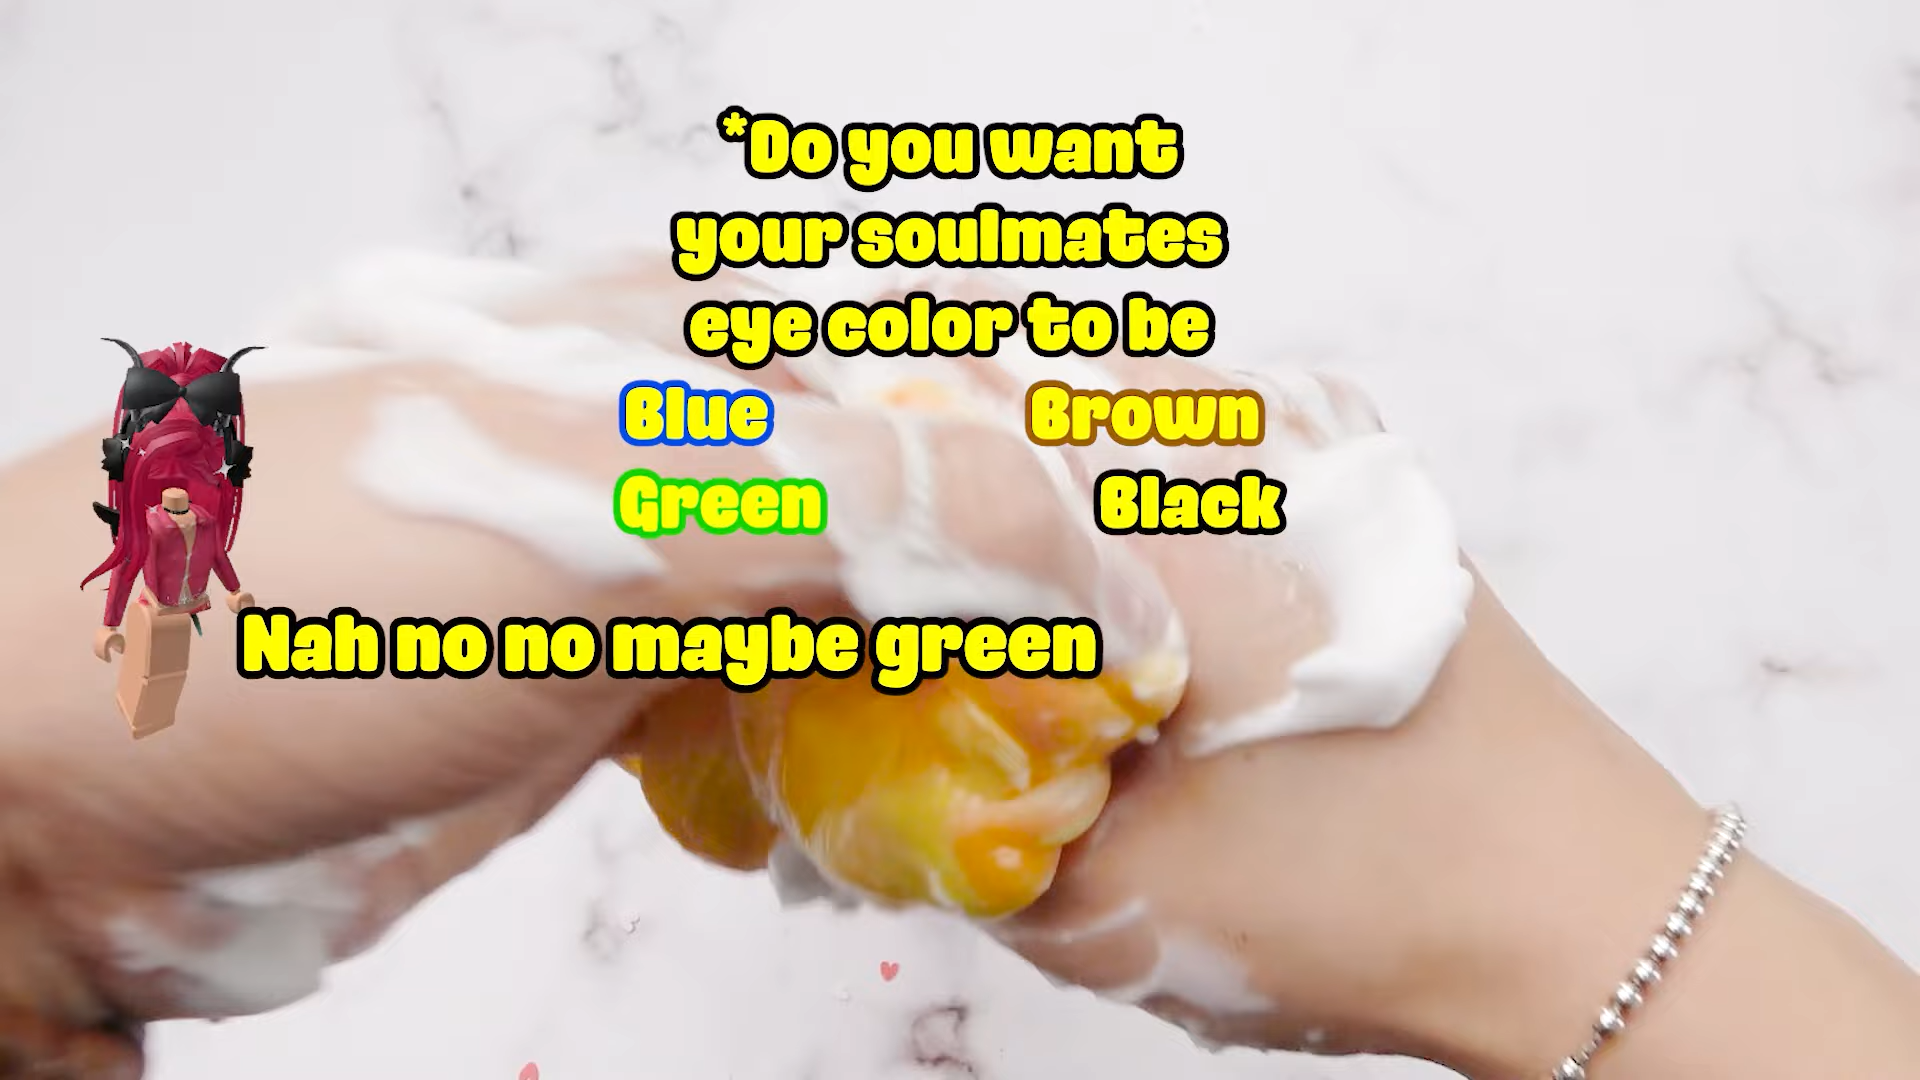 *Do you want
your soulmates
eye color to be
Blue Brown
Green Black
Nah no no maybe green